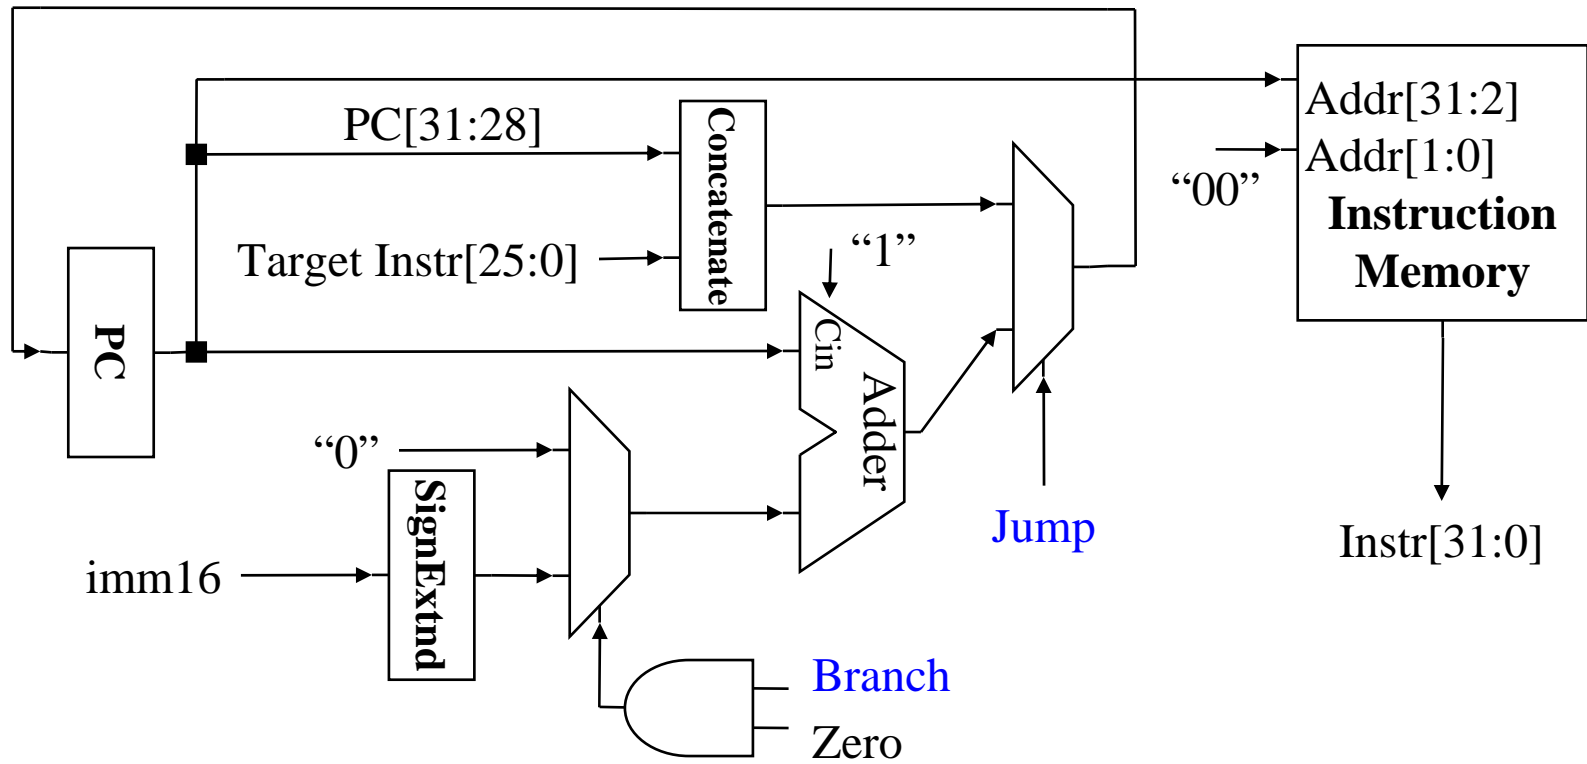 PC[31:28]
Concatenate
Addr[31:2]
Addr[1:0]
“00”
Instruction
Memory
Target Instr[25:0]
“1”
PC
Cin
Adder
“0”
SignExtnd
imm16
Jump
Instr[31:0]
Branch
Zero